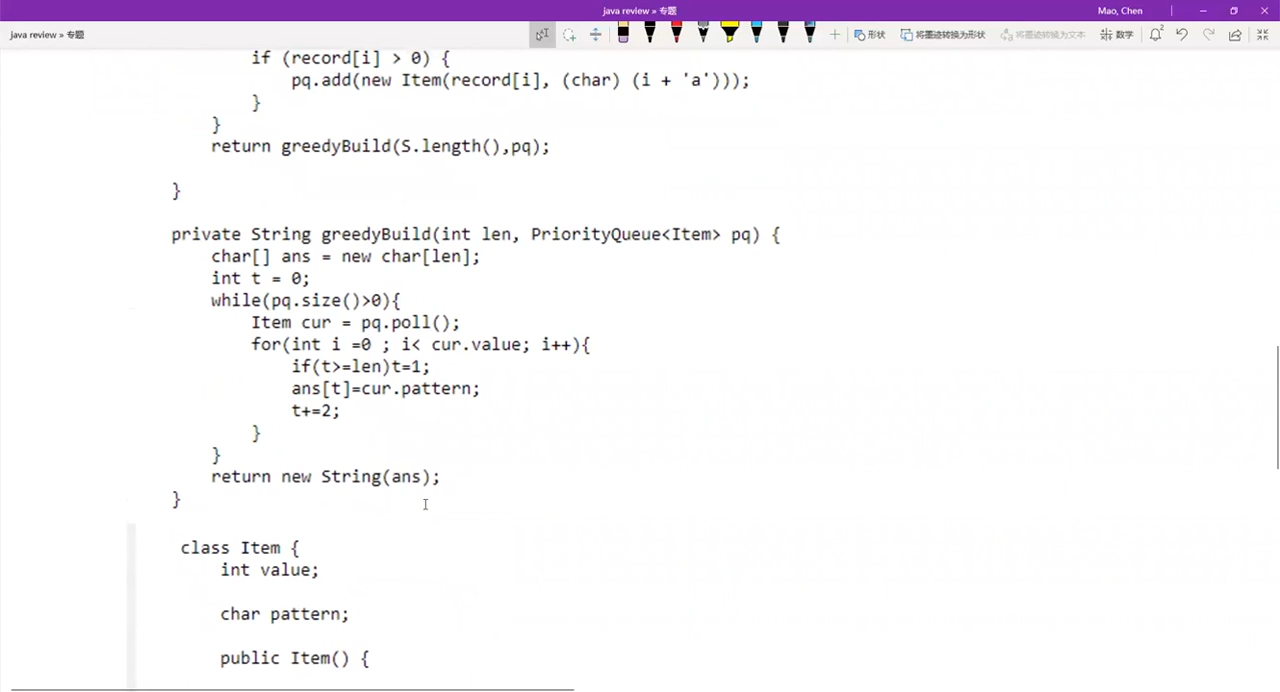 java review » 专题
Mao, Chen
java review » 专题
形状
将墨迹转换为形状
将墨迹转换为文本
数学
if (record[i] > 0) {
pq.add(new Item(record[i], (char) (i + 'a')));
}
}
return greedyBuild(S.length(),pq);
}
private String greedyBuild(int len, PriorityQueue<Item> pq) {
char[] ans = new char[len];
int t = 0;
while(pq.size()>0){
Item cur = pq.poll();
for(int i =0 ; i< cur.value; i++){
if(t>=len)t=1;
ans[t]=cur.pattern;
t+=2;
}
}
return new String(ans);
}
class Item {
int value;
char pattern;
public Item() {